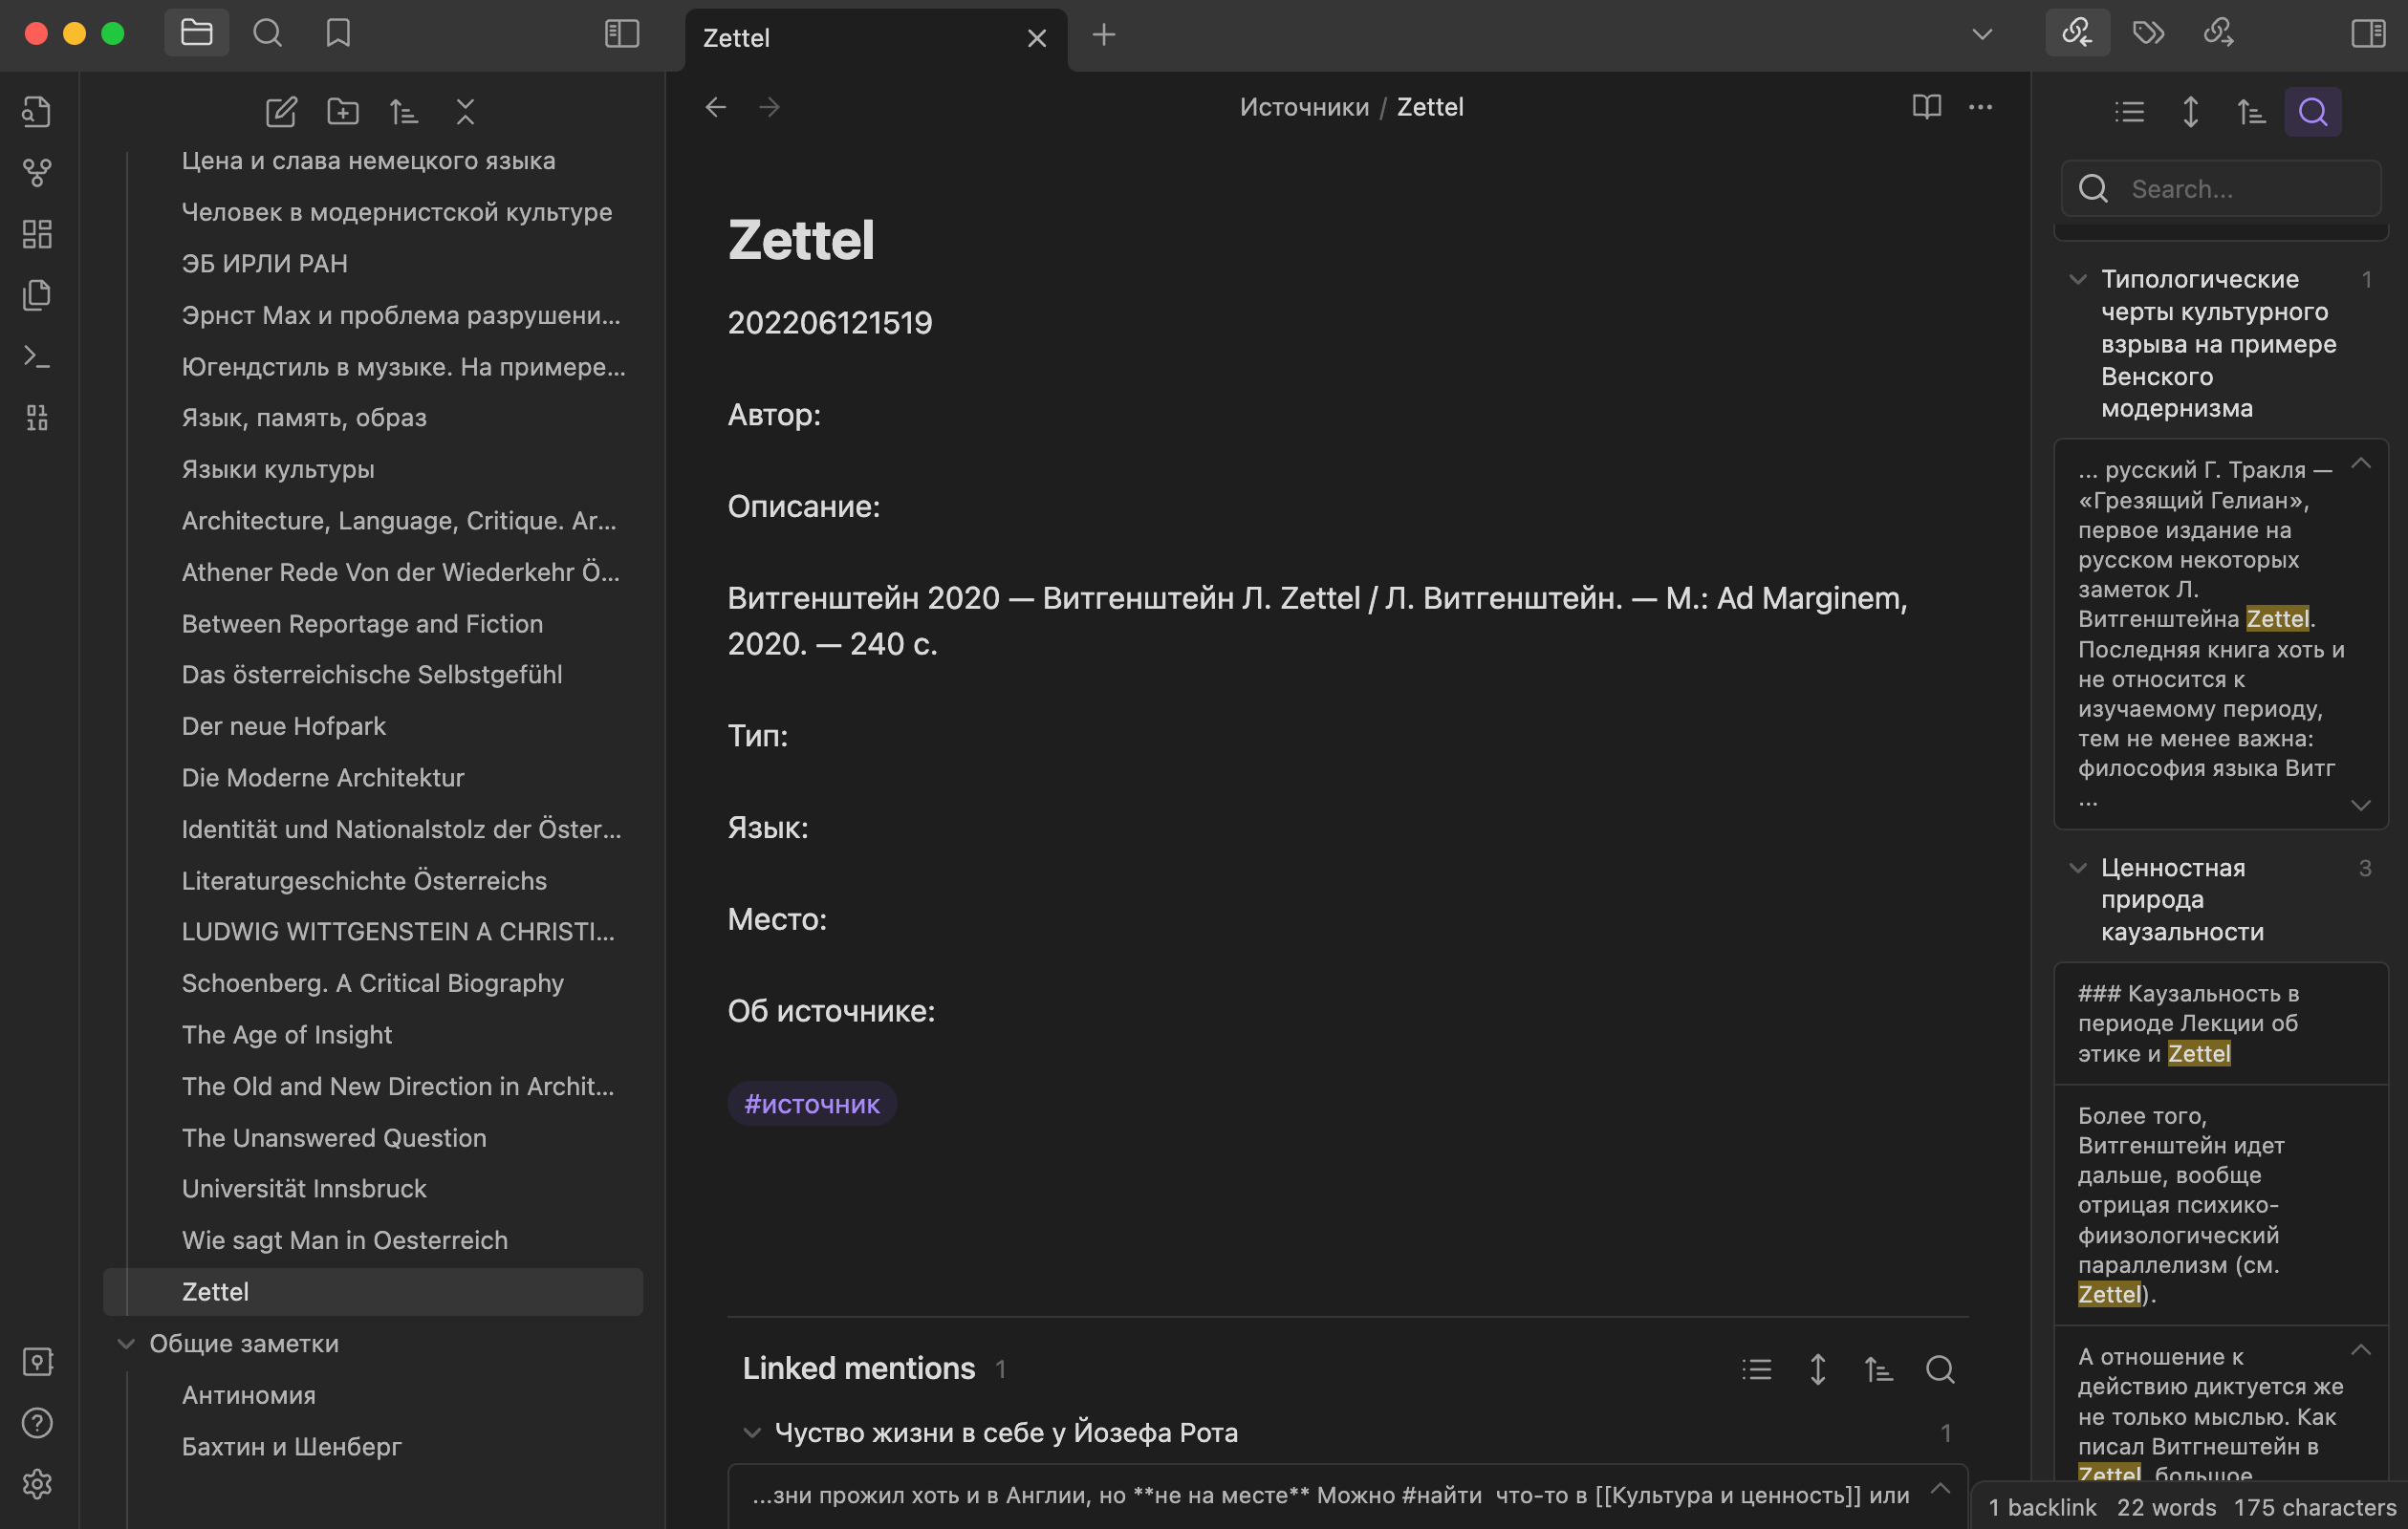 Zettel
Цена и слава немецкого языка
Человек в модернистской культуре
ЭБ ИРЛИ РАН
Эрнст Мах и проблема разрушени...
Югендстиль в музыке. На примере...
Язык, память, образ
Языки культуры
Architecture, Language, Critique. Ar...
Athener Rede Von der Wiederkehr Ö...
Between Reportage and Fiction
Das österreichische Selbstgefühl
Der neue Hofpark
Die Moderne Architektur
Identität und Nationalstolz der Öster...
Literaturgeschichte Österreichs
LUDWIG WITTGENSTEIN A CHRISTI...
Schoenberg. A Critical Biography
The Age of Insight
The Old and New Direction in Archit...
The Unanswered Question
Universität Innsbruck
Wie sagt Man in Oesterreich
Zettel
Общие заметки
Антиномия
Бахтин и Шенберг
Источники / Zettel
Zettel
202206121519
Автор:
Описание:
Витгенштейн 2020 — Витгенштейн Л. Zettel / Л. Витгенштейн. — М.: Ad Marginem,
2020. — 240 с.
Тип:
Язык:
Место:
Об источнике:
#источник
Linked mentions 1
Чуство жизни в себе у Йозефа Рота 1
...зни прожил хоть и в Англии, но **не на месте** Можно #найти что-то в [[Культура и ценность]] или
Search...
Типологические 1
черты культурного
взрыва на примере
Венского
модернизма
... русский Г. Тракля —
«Грезящий Гелиан»,
первое издание на
русском некоторых
заметок Л.
Витгенштейна Zettel.
Последняя книга хоть и
не относится к
изучаемому периоду,
тем не менее важна:
философия языка Витг
...
Ценностная 3
природа
каузальности
### Каузальность в
периоде Лекции об
этике и Zettel
Более того,
Витгенштейн идет
дальше, вообще
отрицая психико-
фиизологический
параллелизм (см.
Zettel).
А отношение к
действию диктуется же
не только мыслью. Как
писал Витгнештейн в
Zettel, большое
1 backlink 22 words 175 characters